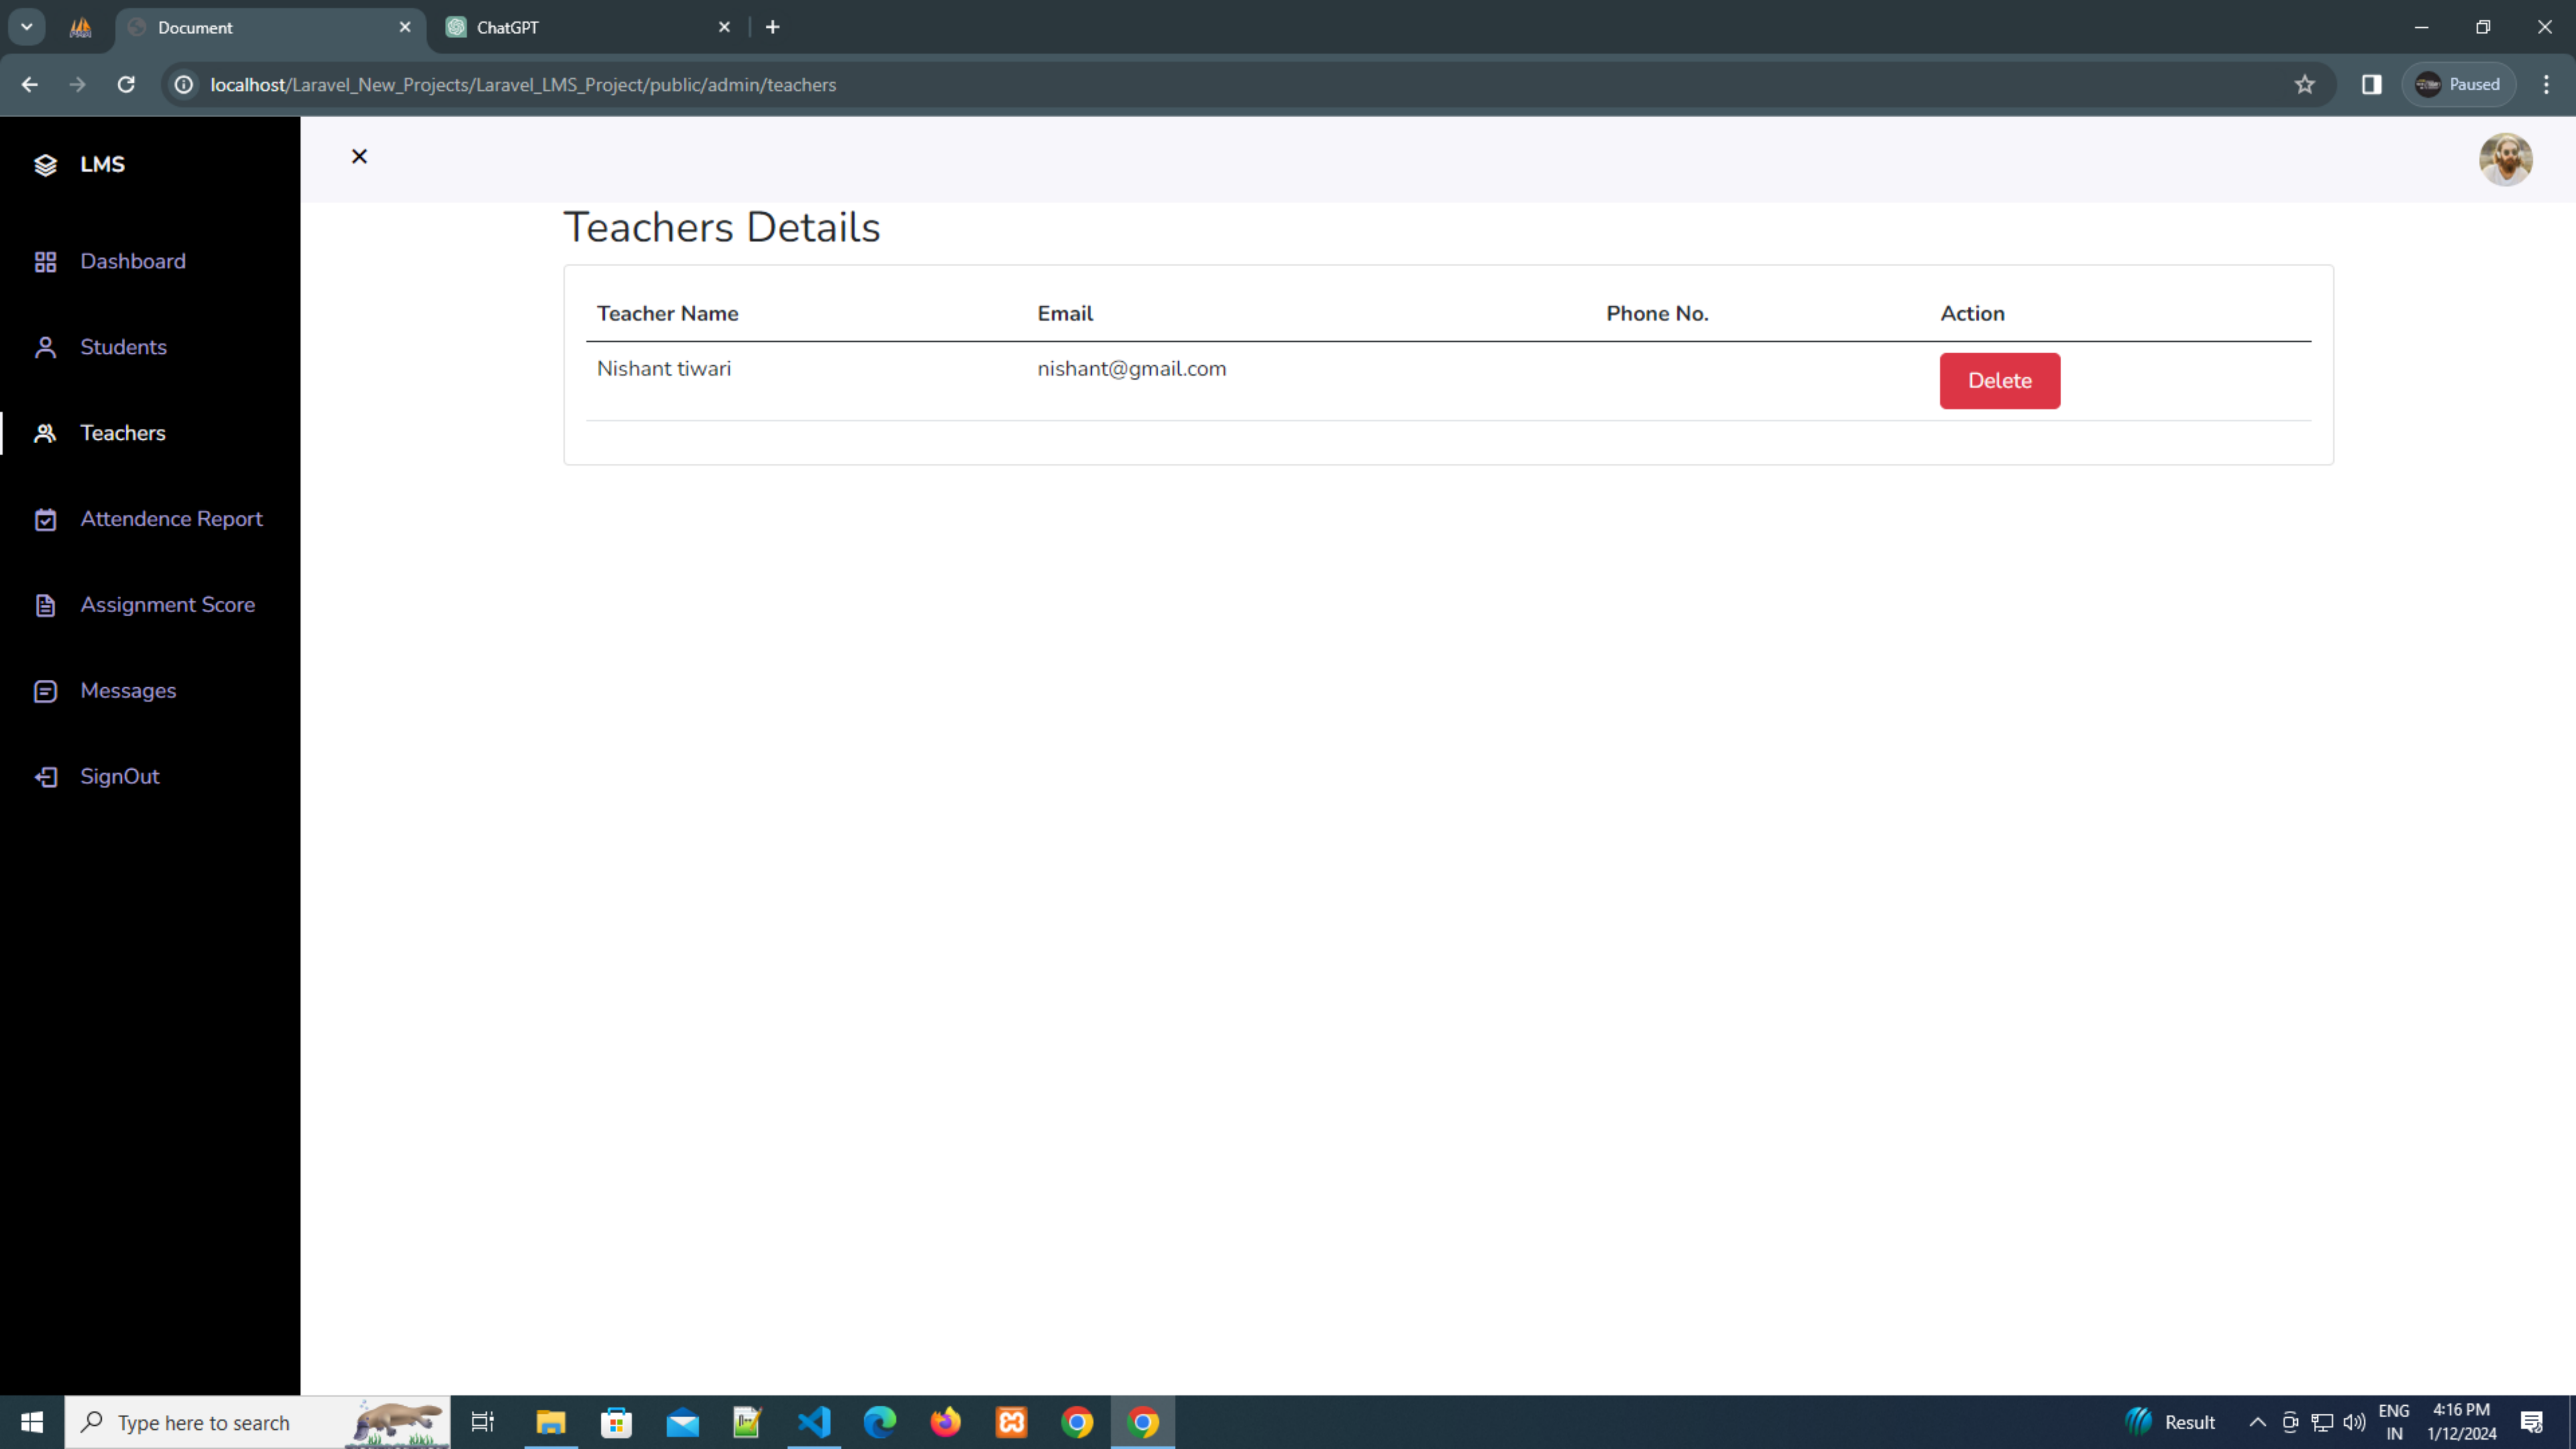 Document
ChatGPT
localhost/Laravel_New_Projects/Laravel_LMS_Project/public/admin/teachers
Paused
LMS
Dashboard
Students
Teachers
Attendence Report
Assignment Score
Messages
SignOut
Teachers Details
Teacher Name Email Phone No. Action
Nishant tiwari nishant@gmail.com Delete
Type here to search
Result
ENG
IN
4:16 PM
1/12/2024